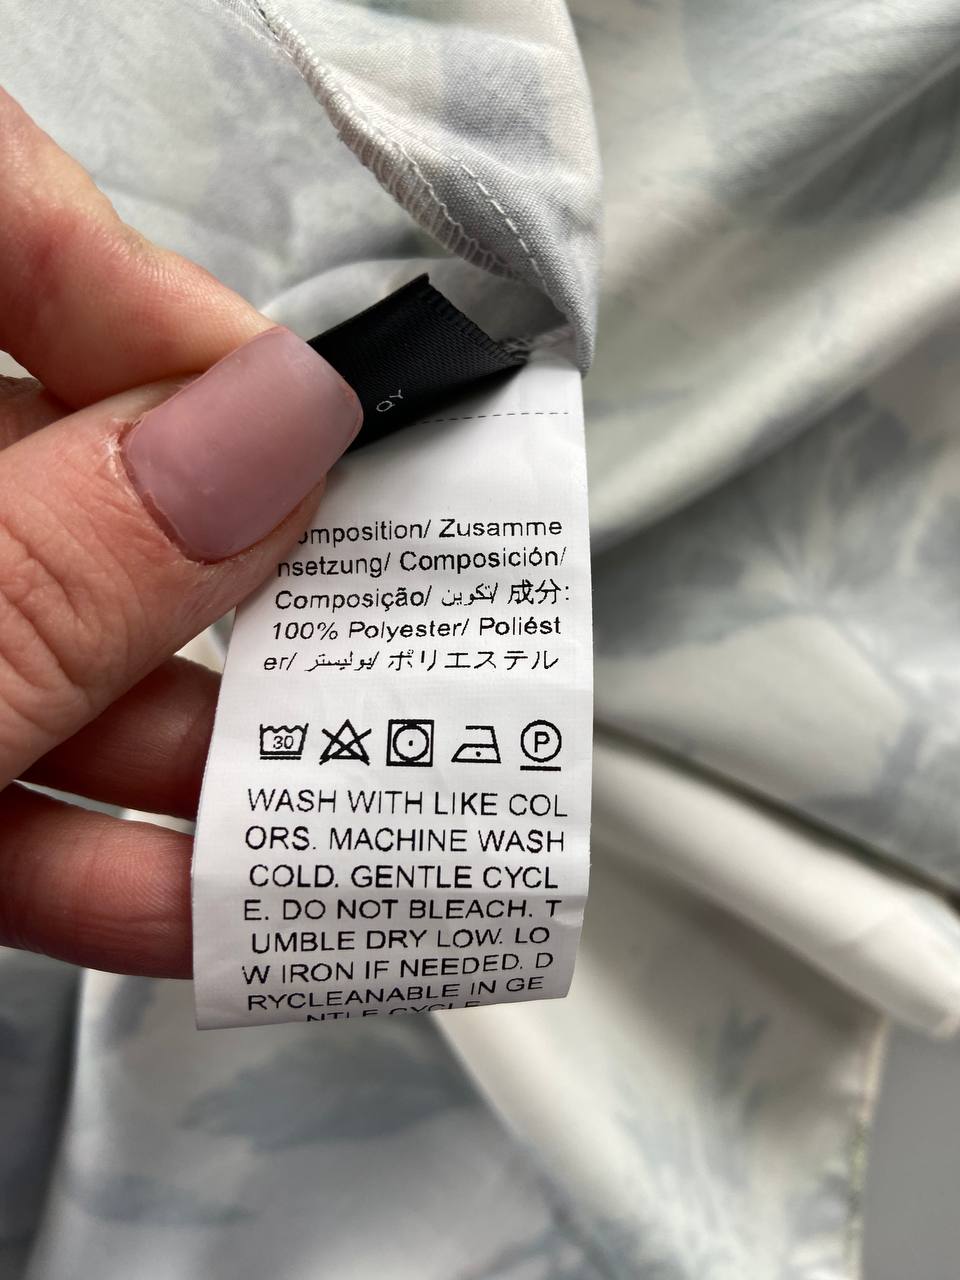 omposition/ Zusamme
nsetzung/ Composición/
Composição/ تكوين/ 成分:
100% Polyester/ Poliést
er/ بوليستر/ ポリエステル
30 P
WASH WITH LIKE COL
ORS. MACHINE WASH
COLD. GENTLE CYCL
E. DO NOT BLEACH. T
UMBLE DRY LOW. LO
W IRON IF NEEDED. D
RYCLEANABLE IN GE
NTLE CYCLE